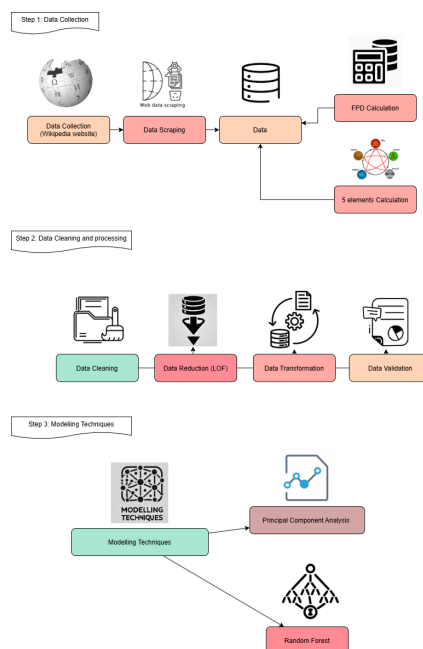 Step 1: Data Collection
Web data scraping
Data Collection
(Wikipedia website)
Data Scraping
Data
FPD Calculation
5 elements Calculation
Step 2: Data Cleaning and processing
Data Cleaning
Data Reduction (LOF)
Data Transformation
Data Validation
Step 3: Modelling Techniques
MODELLING
TECHNIQUES
Modelling Techniques
Principal Component Analysis
Random Forest